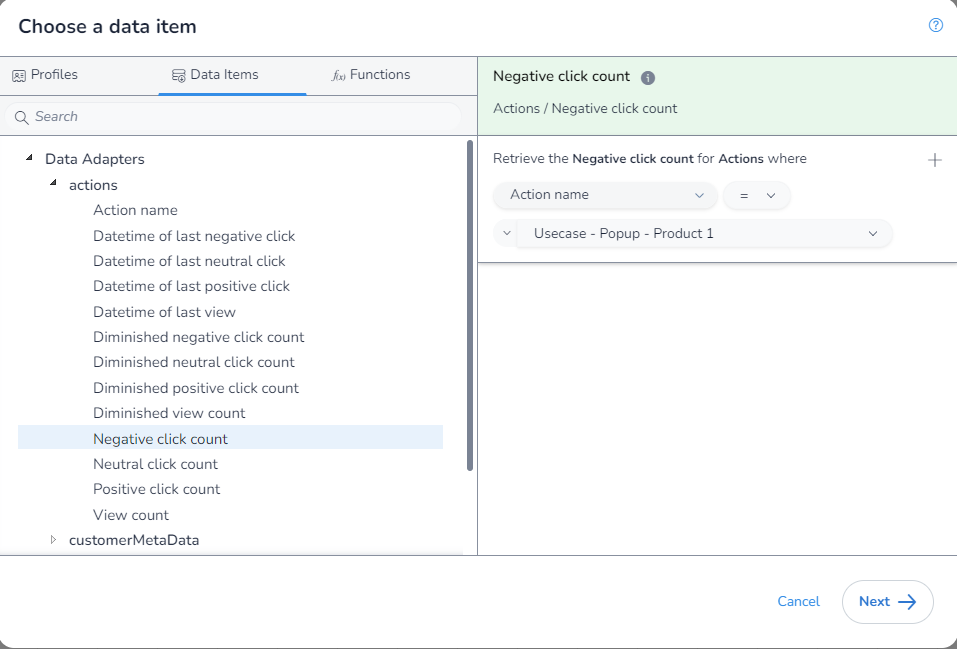 Choose a data item
?
Profiles
Data Items
f(x) Functions
Search
Data Adapters
actions
Action name
Datetime of last negative click
Datetime of last neutral click
Datetime of last positive click
Datetime of last view
Diminished negative click count
Diminished neutral click count
Diminished positive click count
Diminished view count
Negative click count
Neutral click count
Positive click count
View count
customerMetaData
Negative click count i
Actions / Negative click count
Retrieve the Negative click count for Actions where
Action name
=
Usecase - Popup - Product 1
Cancel
Next